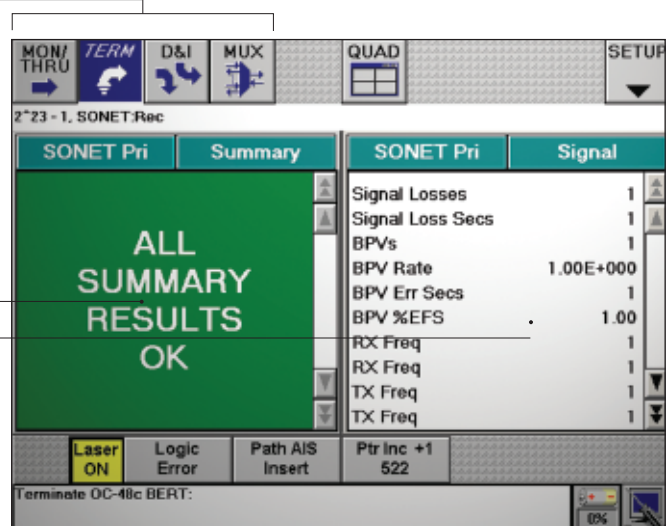 MON/
THRU
TERM
D&I
MUX
QUAD
SETUP
2^23 - 1, SONET:Rec
SONET Pri Summary
SONET Pri Signal
ALL
SUMMARY
RESULTS
OK
Signal Losses 1
Signal Loss Secs 1
BPVs 1
BPV Rate 1.00E+000
BPV Err Secs 1
BPV %EFS 1.00
RX Freq 1
RX Freq 1
TX Freq 1
TX Freq 1
Laser
ON
Logic
Error
Path AIS
Insert
Ptr Inc +1
522
Terminate OC-48c BERT:
0%